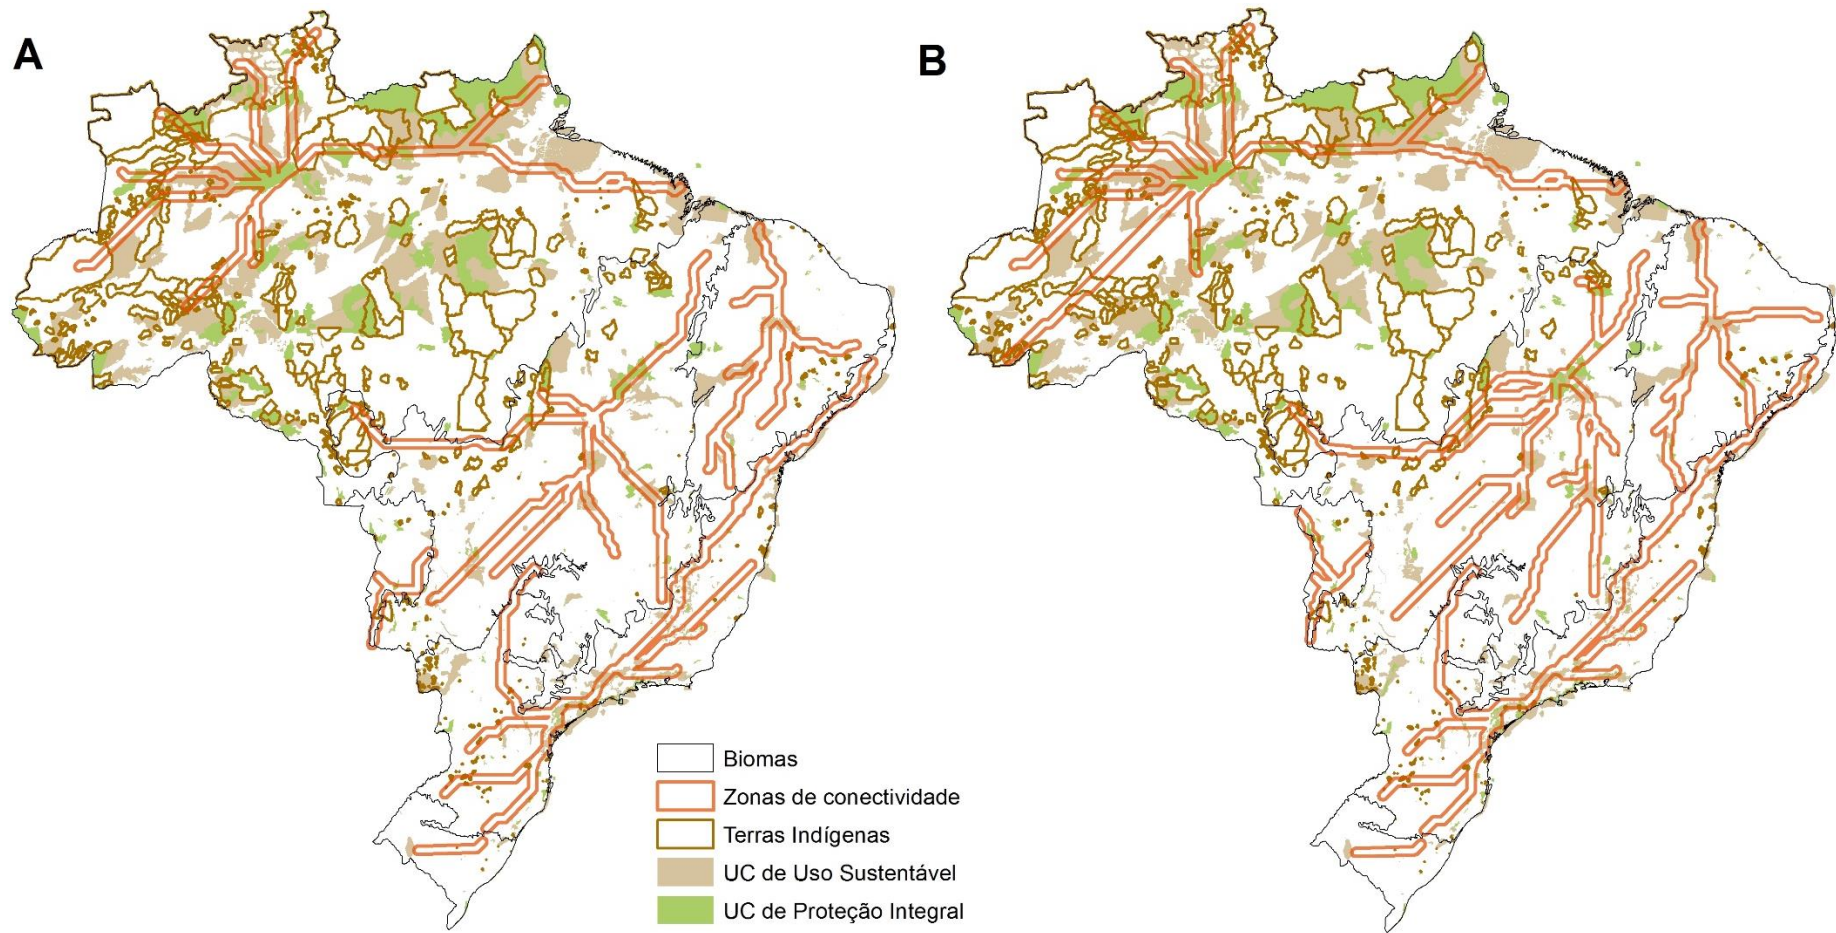 A
B
Biomas
Zonas de conectividade
Terras Indígenas
UC de Uso Sustentável
UC de Proteção Integral